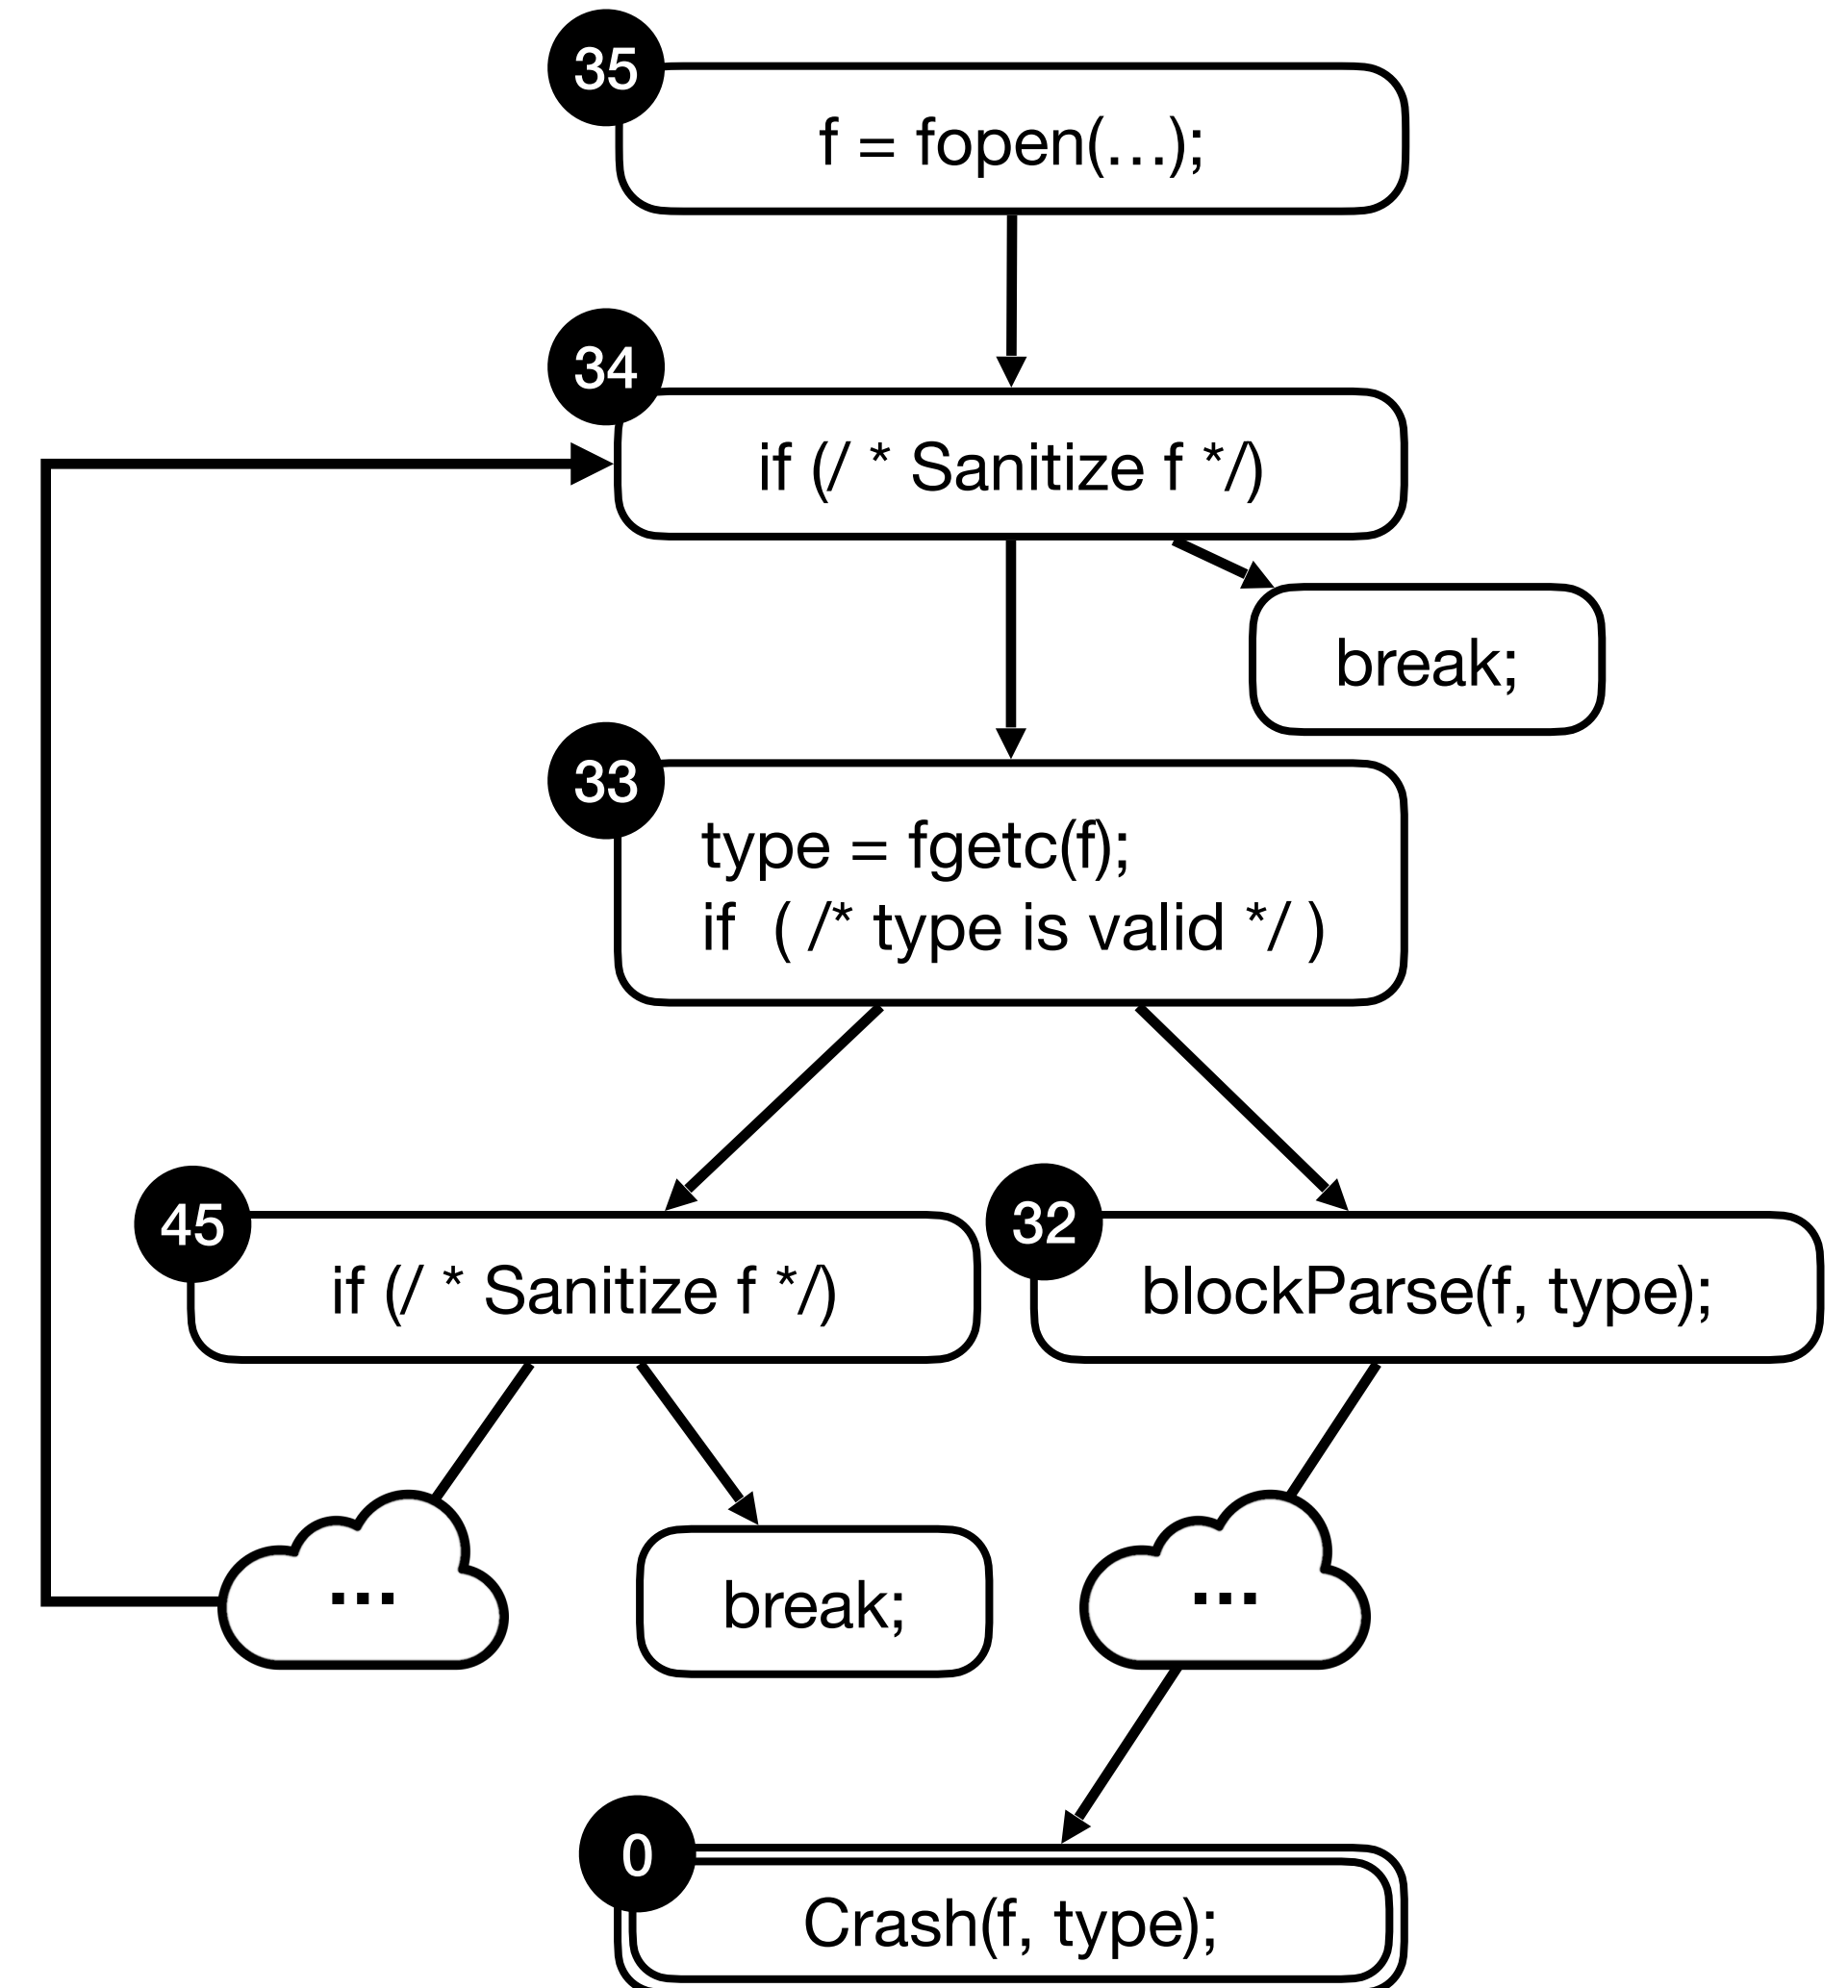 35
f = fopen(...);
34
if (/ * Sanitize f */)
break;
33
type = fgetc(f);
if ( /* type is valid */ )
45
if (/ * Sanitize f */)
32
blockParse(f, type);
...
break;
...
0
Crash(f, type);